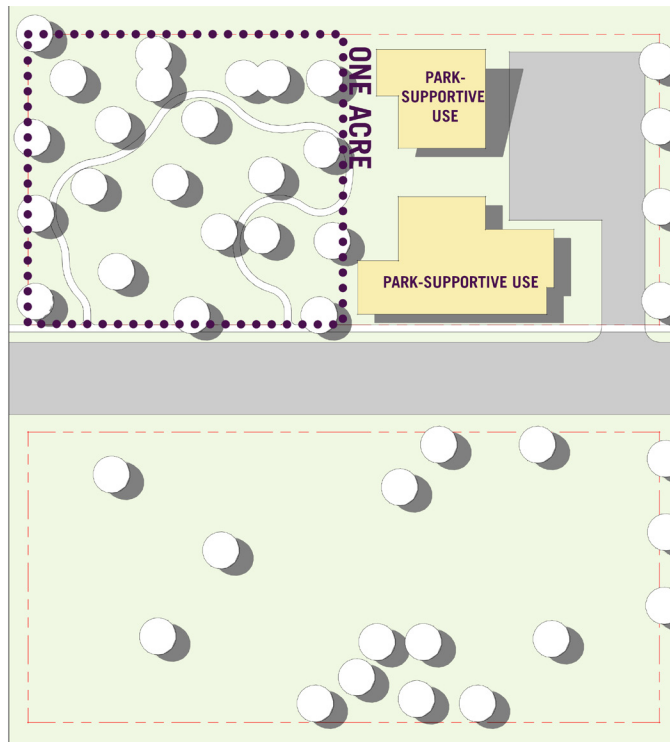 ONE ACRE
PARK-
SUPPORTIVE
USE
PARK-SUPPORTIVE USE